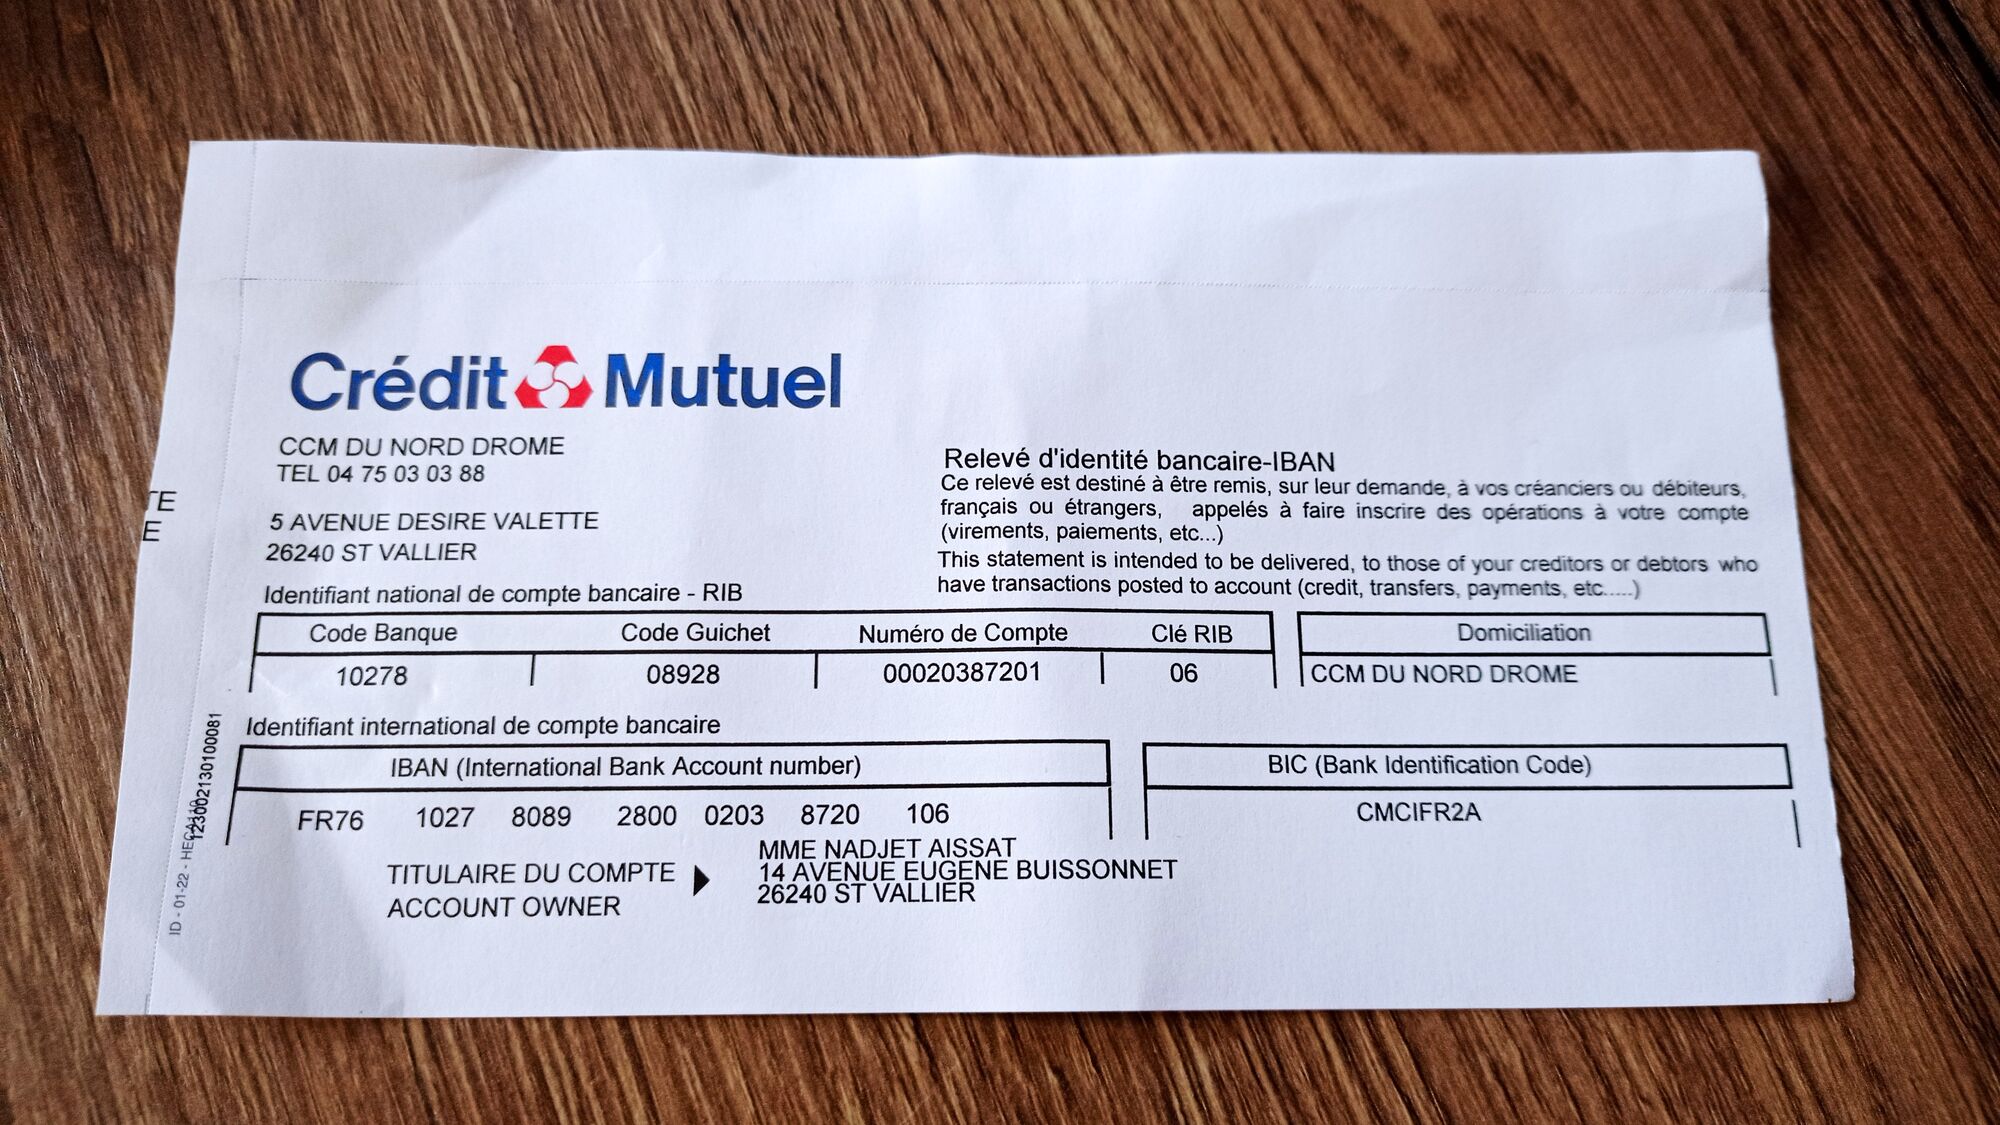 Crédit Mutuel
CCM DU NORD DROME
TEL 04 75 03 03 88
5 AVENUE DESIRE VALETTE
26240 ST VALLIER
TE
E
Relevé d'identité bancaire-IBAN
Ce relevé est destiné à être remis, sur leur demande, à vos créanciers ou débiteurs,
français ou étrangers, appelés à faire inscrire des opérations à votre compte
(virements, paiements, etc...)
This statement is intended to be delivered, to those of your creditors or debtors who
have transactions posted to account (credit, transfers, payments, etc.....)
Identifiant national de compte bancaire - RIB
Code Banque Code Guichet Numéro de Compte Clé RIB Domiciliation
10278 08928 00020387201 06 CCM DU NORD DROME
Identifiant international de compte bancaire
IBAN (International Bank Account number) BIC (Bank Identification Code)
FR76 1027 8089 2800 0203 8720 106 CMCIFR2A
TITULAIRE DU COMPTE
ACCOUNT OWNER
MME NADJET AISSAT
14 AVENUE EUGENE BUISSONNET
26240 ST VALLIER
ID - 01-22 -
123002130100081